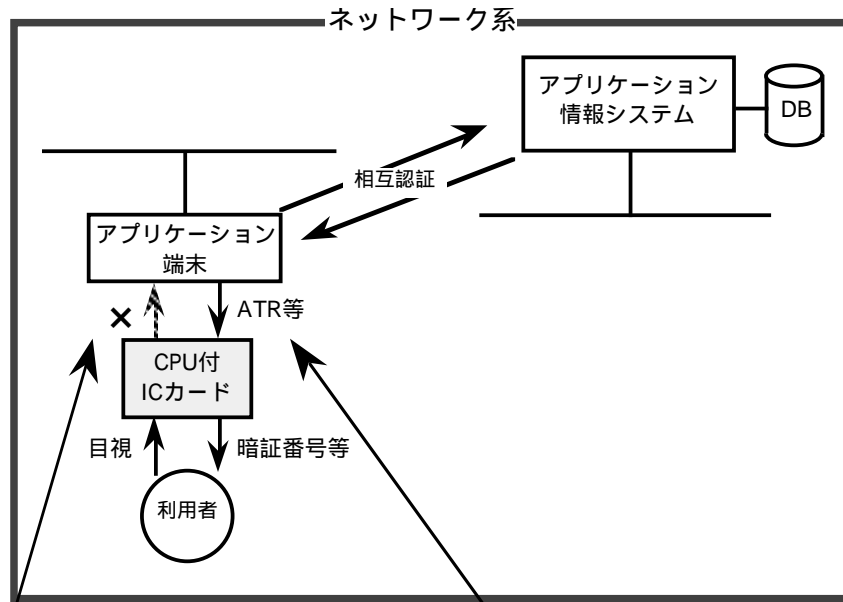 ネットワーク系
アプリケーション
情報システム
DB
相互認証
アプリケーション
端末
×
ATR等
CPU付
ICカード
目視
暗証番号等
利用者